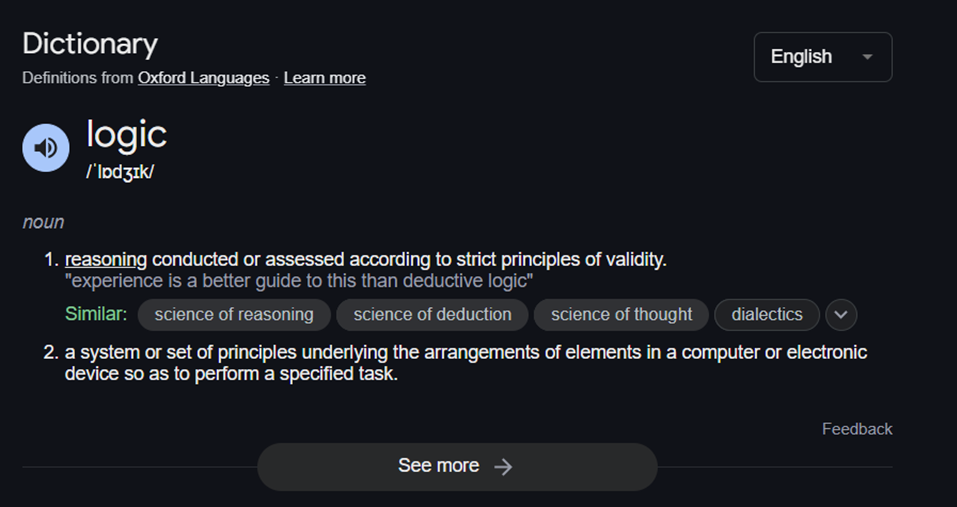 Dictionary
English
Definitions from Oxford Languages · Learn more
logic
/ˈlɒdʒɪk/
noun
1. reasoning conducted or assessed according to strict principles of validity.
"experience is a better guide to this than deductive logic"
Similar: science of reasoning science of deduction science of thought dialectics
2. a system or set of principles underlying the arrangements of elements in a computer or electronic
device so as to perform a specified task.
Feedback
See more →